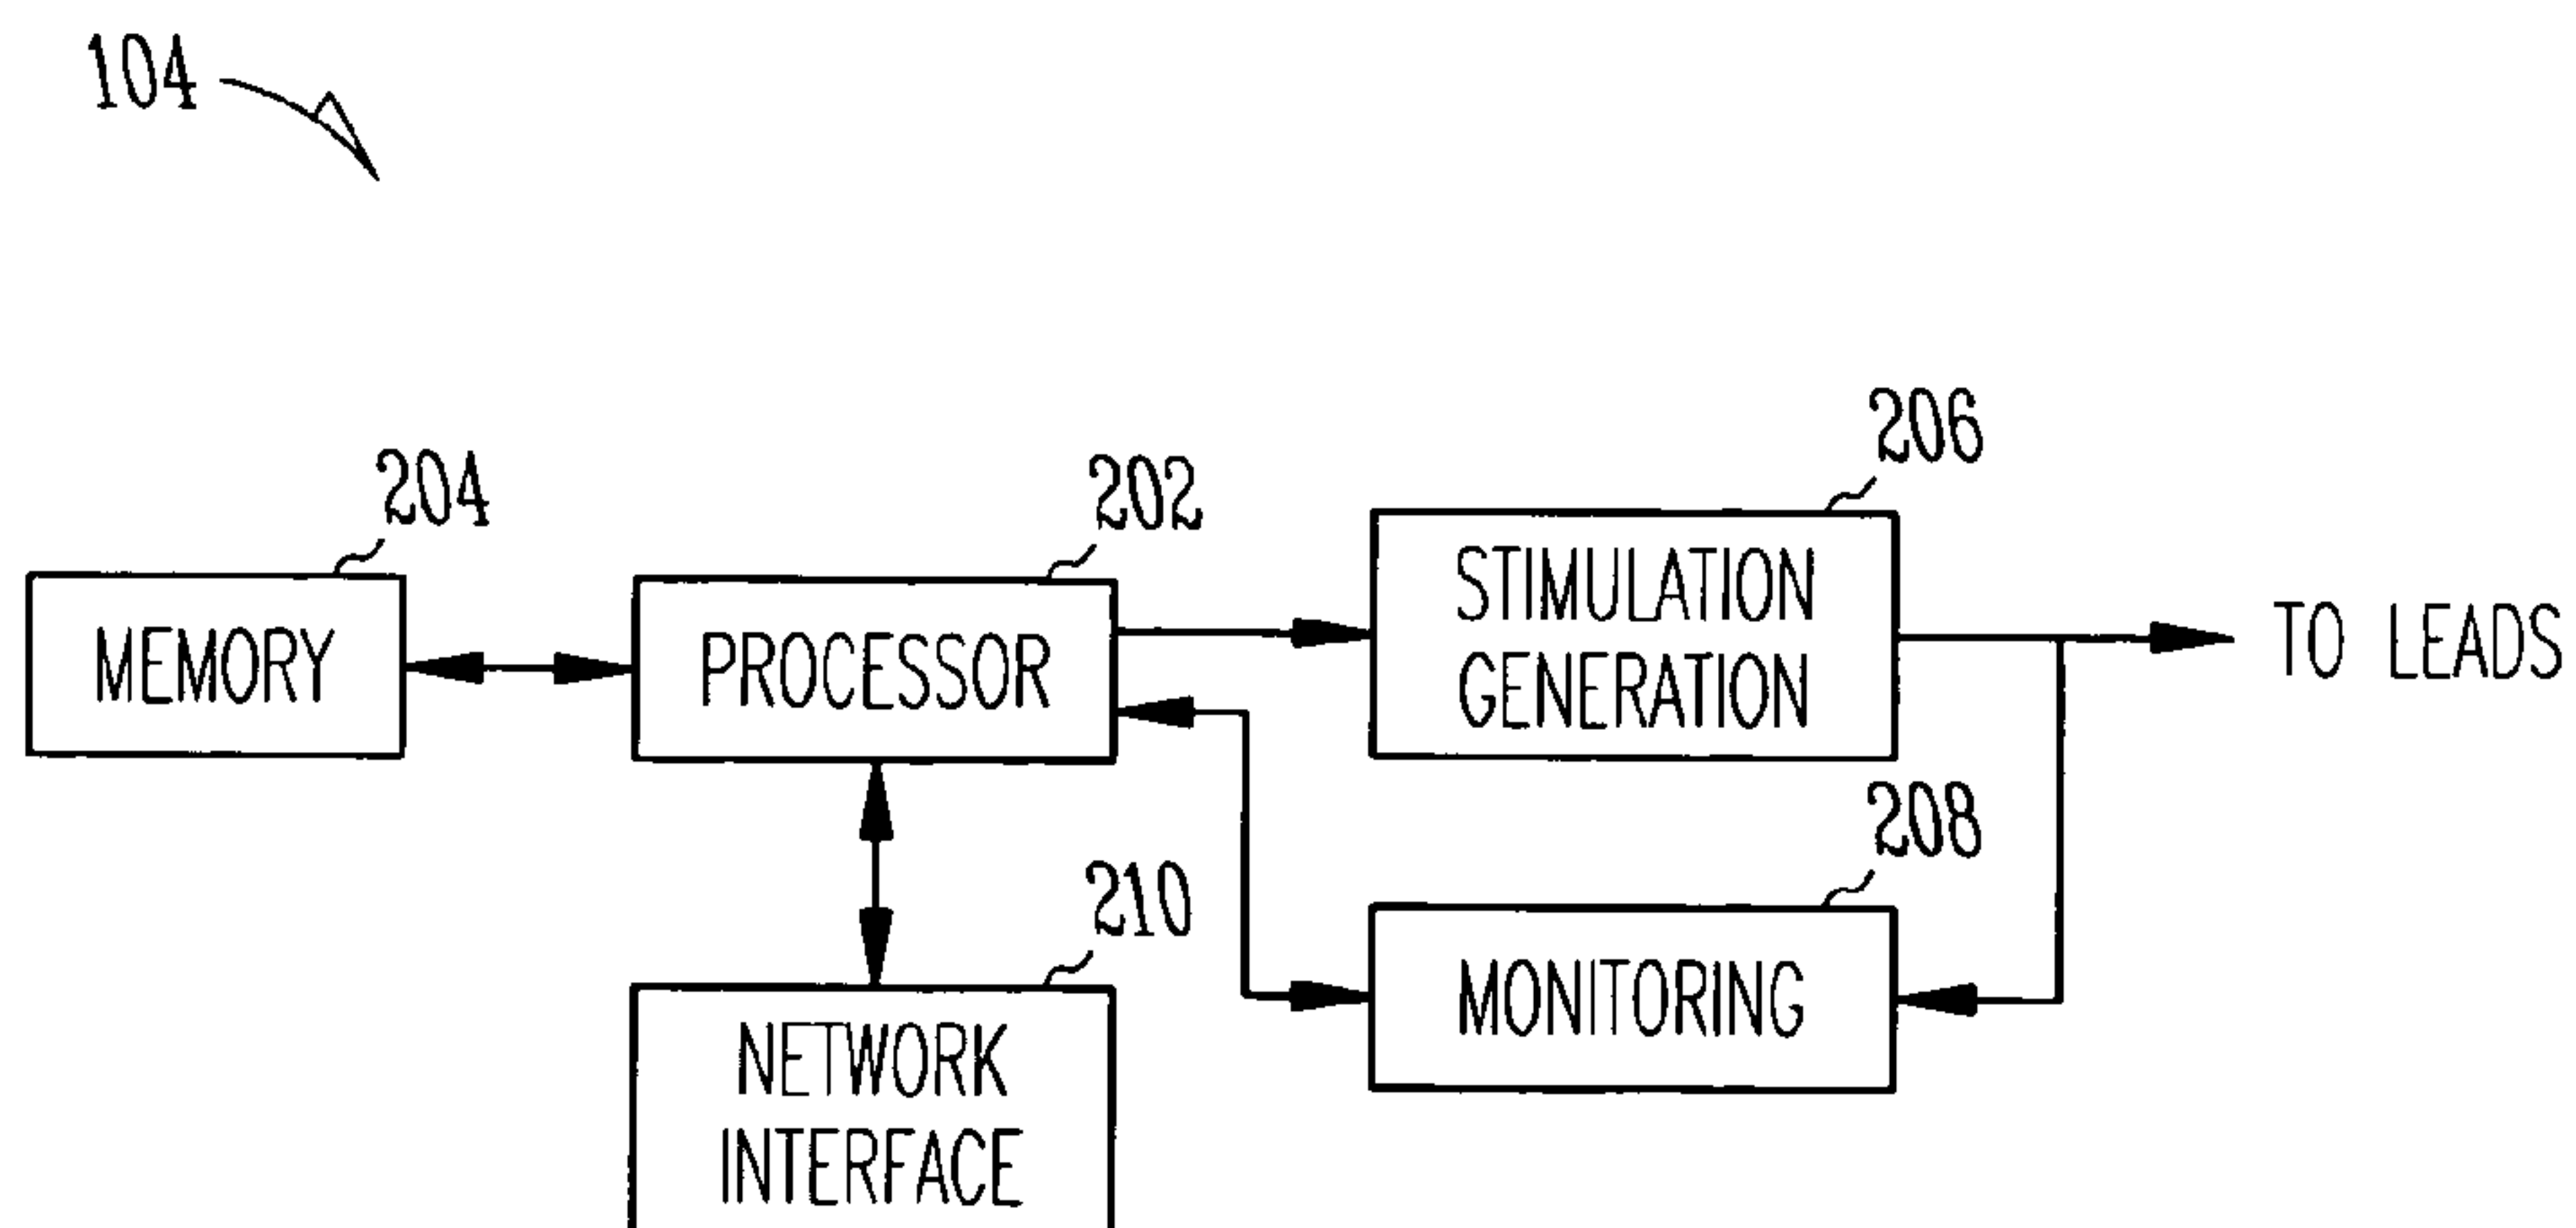 104
204
202
206
MEMORY
PROCESSOR
STIMULATION
GENERATION
TO LEADS
210
208
NETWORK
INTERFACE
MONITORING